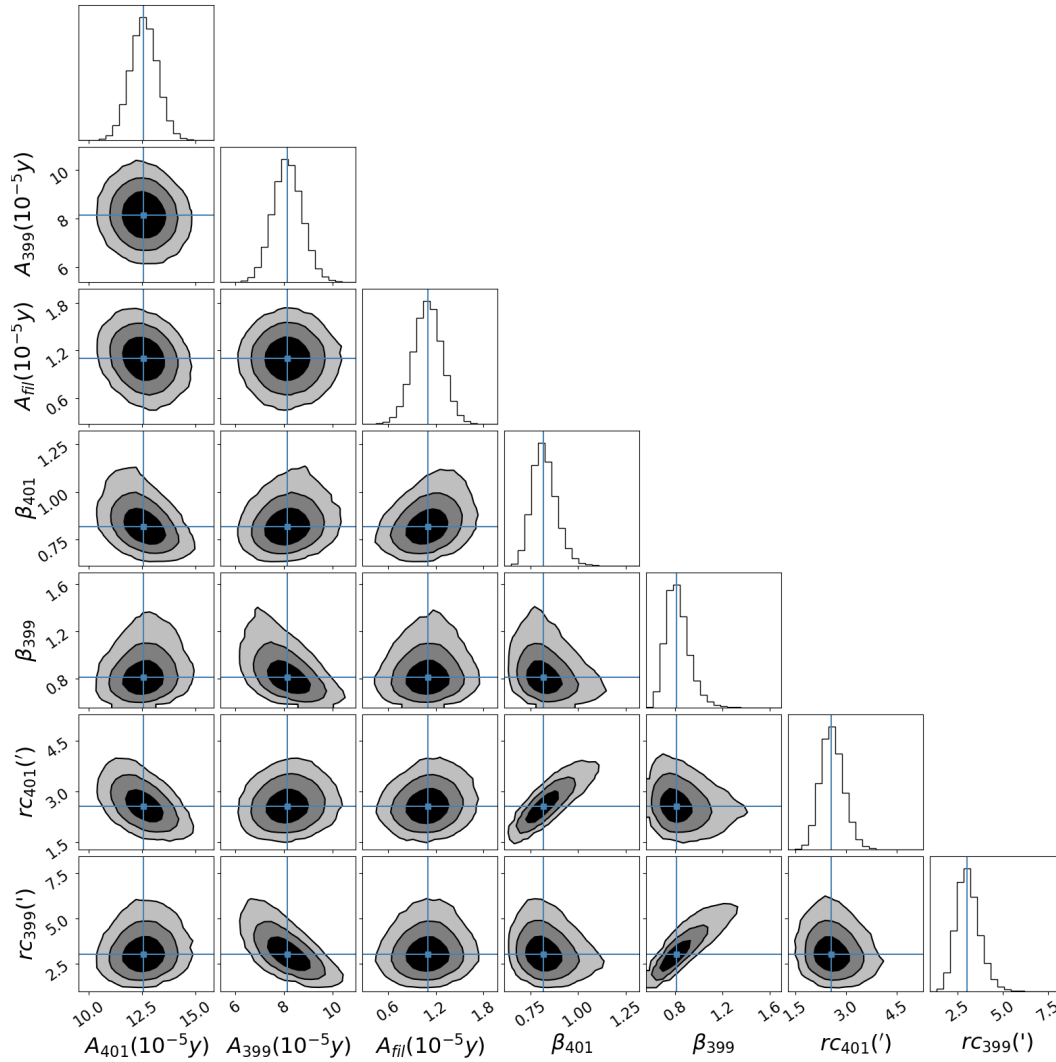 A₃₉₉(10⁻⁵y)
10
8
6
A_fil(10⁻⁵y)
1.8
1.2
0.6
β₄₀₁
1.25
1.00
0.75
β₃₉₉
1.6
1.2
0.8
rc₄₀₁(')
4.5
3.0
1.5
rc₃₉₉(')
7.5
5.0
2.5
10.0 12.5 15.0 6 8 10 0.6 1.2 1.8 0.75 1.00 1.25 0.8 1.2 1.6 1.5 3.0 4.5 2.5 5.0 7.5
A₄₀₁(10⁻⁵y) A₃₉₉(10⁻⁵y) A_fil(10⁻⁵y) β₄₀₁ β₃₉₉ rc₄₀₁(') rc₃₉₉(')